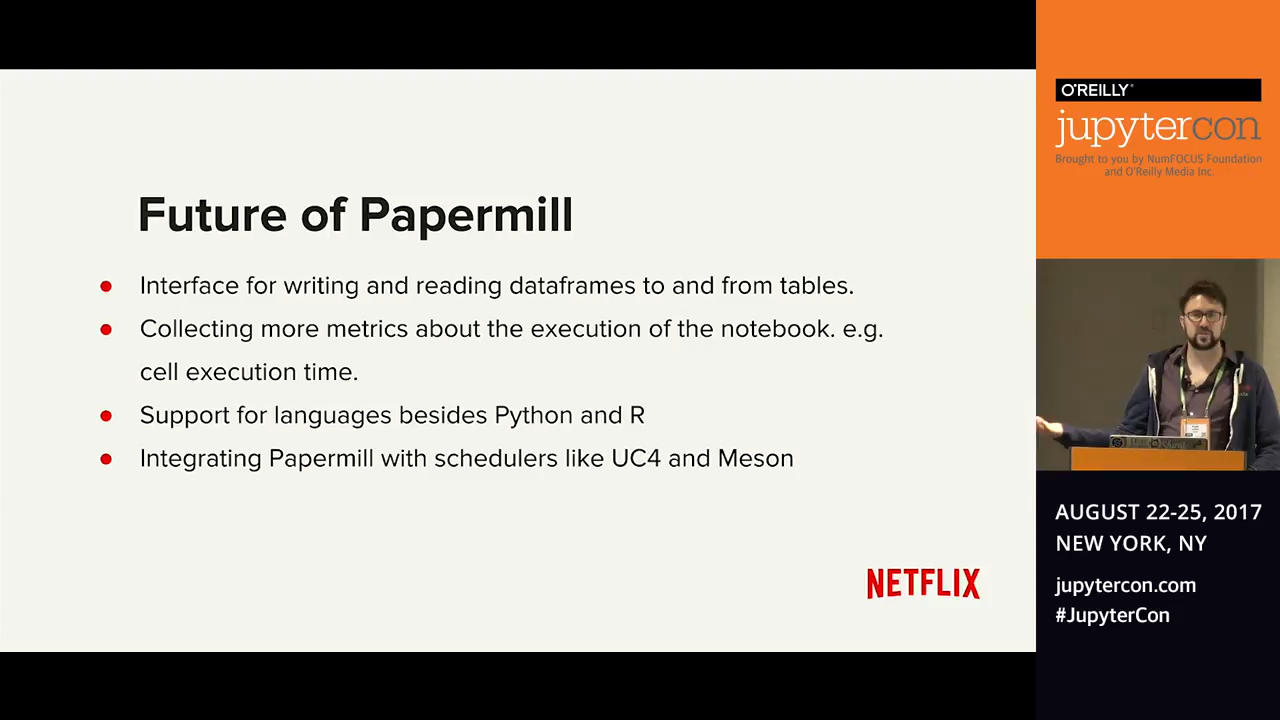 Future of Papermill
● Interface for writing and reading dataframes to and from tables.
● Collecting more metrics about the execution of the notebook. e.g.
cell execution time.
● Support for languages besides Python and R
● Integrating Papermill with schedulers like UC4 and Meson
NETFLIX
O'REILLY®
jupytercon
Brought to you by NumFOCUS Foundation
and O'Reilly Media Inc.
AUGUST 22-25, 2017
NEW YORK, NY
jupytercon.com
#JupyterCon